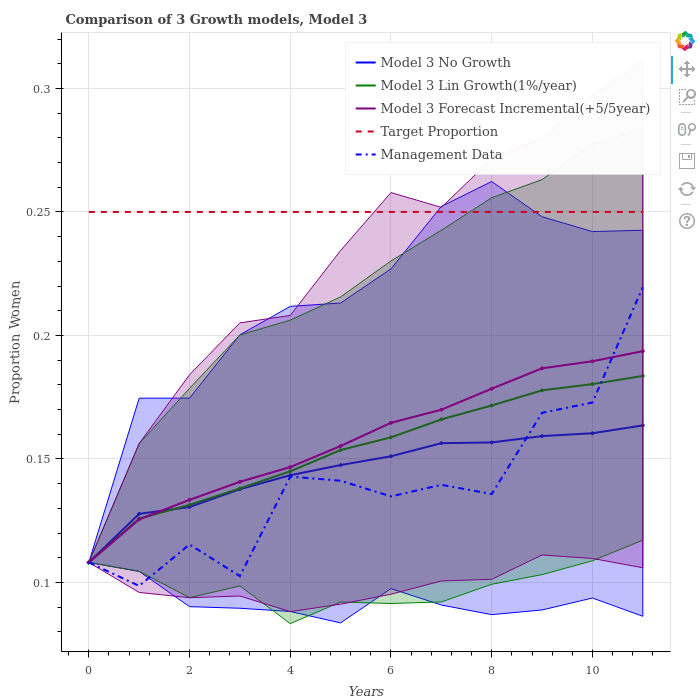 Comparison of 3 Growth models, Model 3
Model 3 No Growth
Model 3 Lin Growth(1%/year)
Model 3 Forecast Incremental(+5/5year)
Target Proportion
Management Data
Proportion Women
0.3
0.25
0.2
0.15
0.1
0
2
4
6
8
10
Years